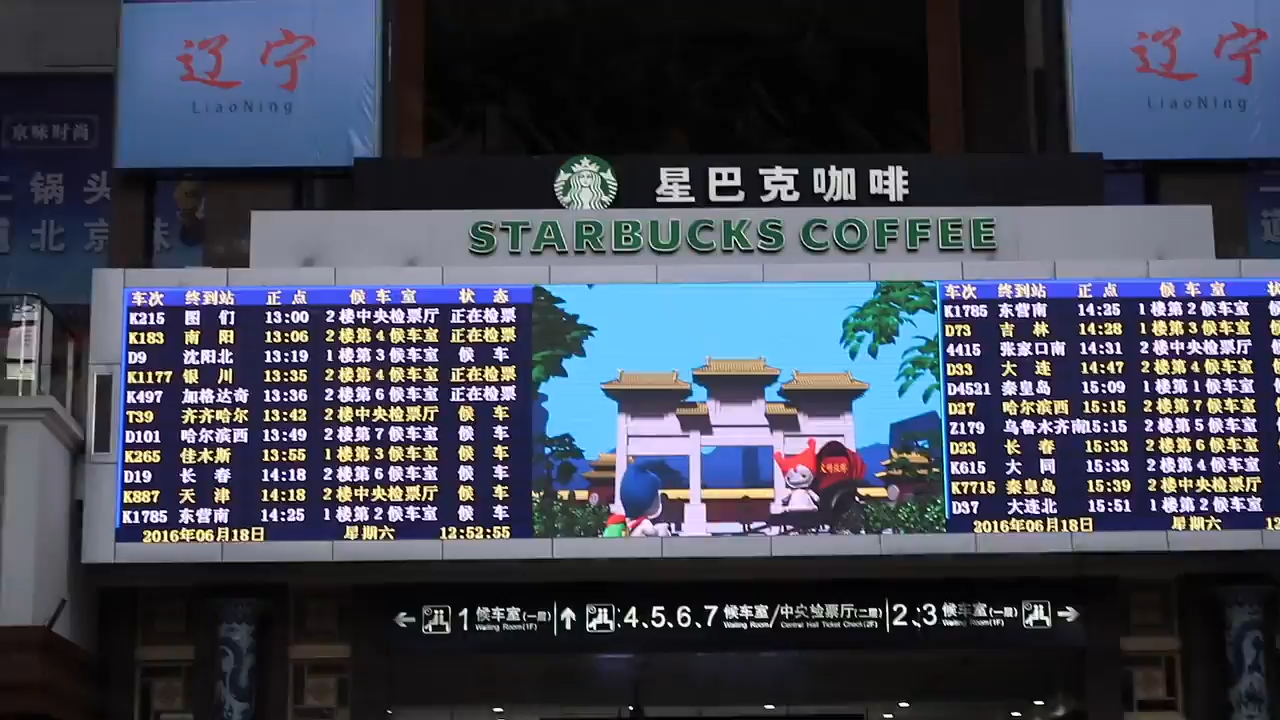 辽宁
LiaoNing
辽宁
LiaoNing
京味时尚
二锅头
北京味
星巴克咖啡
STARBUCKS COFFEE
车次 终到站 正点 候车室 状态
K215 图们 13:00 2楼中央检票厅 正在检票
K183 南阳 13:06 2楼第4候车室 正在检票
D9 沈阳北 13:19 1楼第3候车室 候车
K1177 银川 13:35 2楼第4候车室 正在检票
K497 加格达奇 13:36 2楼第6候车室 正在检票
T39 齐齐哈尔 13:42 2楼中央检票厅 候车
D101 哈尔滨西 13:49 2楼第7候车室 候车
K265 佳木斯 13:55 1楼第3候车室 候车
D19 长春 14:18 2楼第6候车室 候车
K887 天津 14:18 2楼中央检票厅 候车
K1785 东营南 14:25 1楼第2候车室 候车
2016年06月18日 星期六 12:52:55
车次 终到站 正点 候车室 状
K1785 东营南 14:25 1楼第2候车室 候
D73 吉林 14:28 1楼第3候车室 候
4415 张家口南 14:31 2楼中央检票厅 候
D33 大连 14:47 2楼第4候车室 候
D4521 秦皇岛 15:09 1楼第1候车室 候
D27 哈尔滨西 15:15 2楼第7候车室 候
Z179 乌鲁木齐南 15:15 2楼第5候车室 候
D23 长春 15:33 2楼第6候车室 候
K615 大同 15:33 2楼第4候车室 候
K7715 秦皇岛 15:39 2楼中央检票厅 候
D37 大连北 15:51 1楼第2候车室 候
2016年06月18日 星期六 12
← 1 候车室(一层) ↑ 4、5、6、7 候车室/中央检票厅(二层) 2、3 候车室(一层) →
Waiting Room(1F) Waiting Room/ Central Hall Ticket Check(2F) Waiting Room(1F)